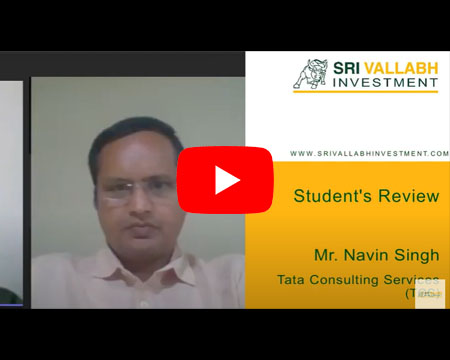 SRI VALLABH
INVESTMENT
WWW.SRIVALLABHINVESTMENT.COM
Student's Review
Mr. Navin Singh
Tata Consulting Services